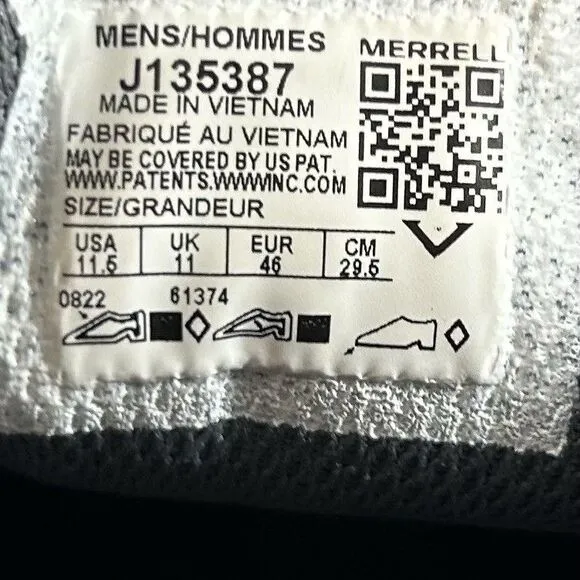 MENS/HOMMES
MERRELL
J135387
MADE IN VIETNAM
FABRIQUÉ AU VIETNAM
MAY BE COVERED BY US PAT.
WWW.PATENTS.WWWINC.COM
SIZE/GRANDEUR
USA UK EUR CM
11.5 11 46 29.5
0822 61374